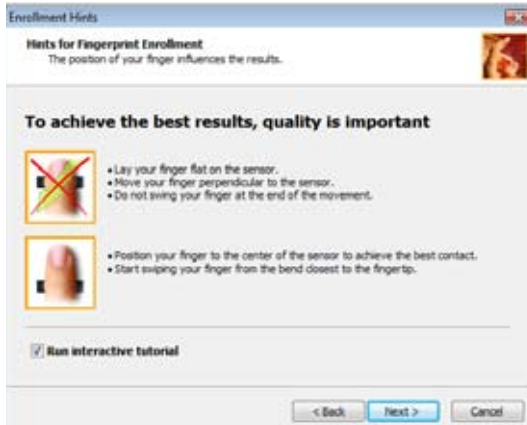 Enrollment Hints
Hints for Fingerprint Enrollment
The position of your finger influences the results.
To achieve the best results, quality is important
• Lay your finger flat on the sensor.
• Move your finger perpendicular to the sensor.
• Do not swing your finger at the end of the movement.
• Position your finger to the center of the sensor to achieve the best contact.
• Start swiping your finger from the bend closest to the fingertip.
Run interactive tutorial
< Back Next > Cancel